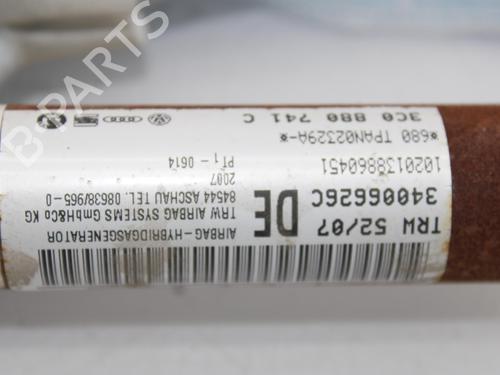 3C0 880 741 C
*680 TPAN02329A-*
1020138860451
PT1 - 0614
2007
84544 ASCHAU TEL. 08638/965-0
TRW AIRBAG SYSTEMS GmbH&Co KG
AIRBAG -HYBRIDGASGENERATOR
34006626C
DE
TRW 52/07
B-PARTS